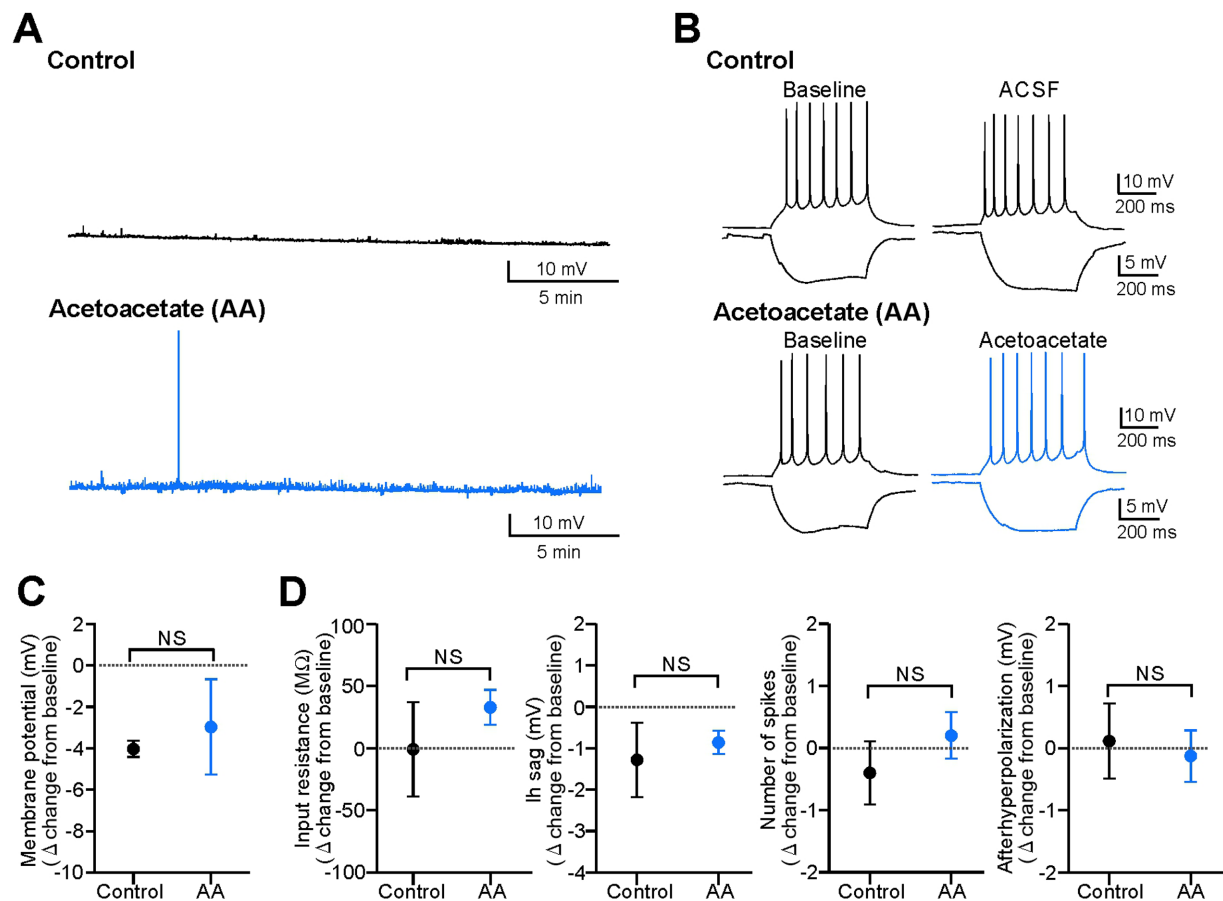 A
Control
10 mV
5 min
Acetoacetate (AA)
10 mV
5 min
B
Control
Baseline
ACSF
10 mV
200 ms
5 mV
200 ms
Acetoacetate (AA)
Baseline
Acetoacetate
10 mV
200 ms
5 mV
200 ms
C
Membrane potential (mV)
( Δ change from baseline)
2
0
-2
-4
-6
-8
-10
NS
Control
AA
D
Input resistance (MΩ)
( Δ change from baseline)
100
50
0
-50
-100
NS
Control
AA
Ih sag (mV)
( Δ change from baseline)
2
1
0
-1
-2
-3
-4
NS
Control
AA
Number of spikes
( Δ change from baseline)
2
1
0
-1
-2
NS
Control
AA
Afterhyperpolarization (mV)
( Δ change from baseline)
2
1
0
-1
-2
NS
Control
AA